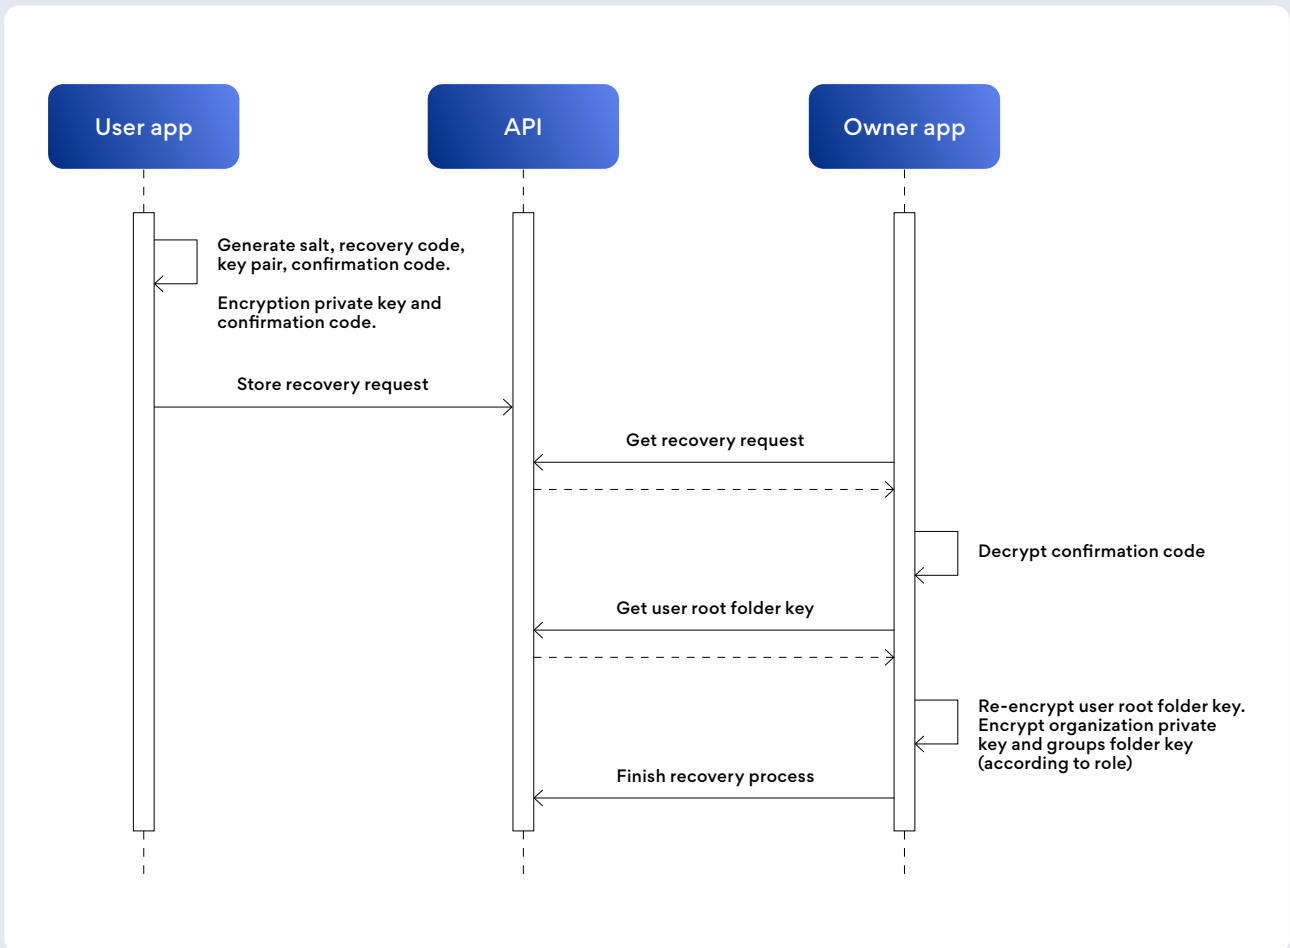 User app
API
Owner app
Generate salt, recovery code,
key pair, confirmation code.
Encryption private key and
confirmation code.
Store recovery request
Get recovery request
Decrypt confirmation code
Get user root folder key
Re-encrypt user root folder key.
Encrypt organization private
key and groups folder key
(according to role)
Finish recovery process